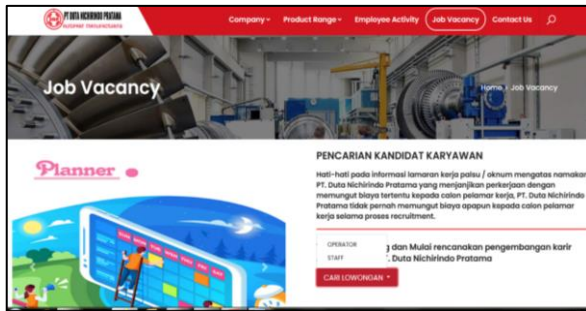 PT DUTA NICHIRINDO PRATAMA
Company
Product Range
Employee Activity
Job Vacancy
Contact Us
Job Vacancy
Home
Job Vacancy
Planner
PENCARIAN KANDIDAT KARYAWAN
Hati-hati pada informasi lamaran kerja palsu / oknum mengatas namakan
PT. Duta Nichirindo Pratama yang menjanjikan perkerjaan dengan
memungut biaya tertentu kepada calon pelamar kerja, PT. Duta Nichirindo
Pratama tidak pernah memungut biaya apapun kepada calon pelamar
kerja selama proses recruitment.
OPERATOR
g dan Mulai rencanakan pengembangan karir
STAFF
. Duta Nichirindo Pratama
CARI LOWONGAN